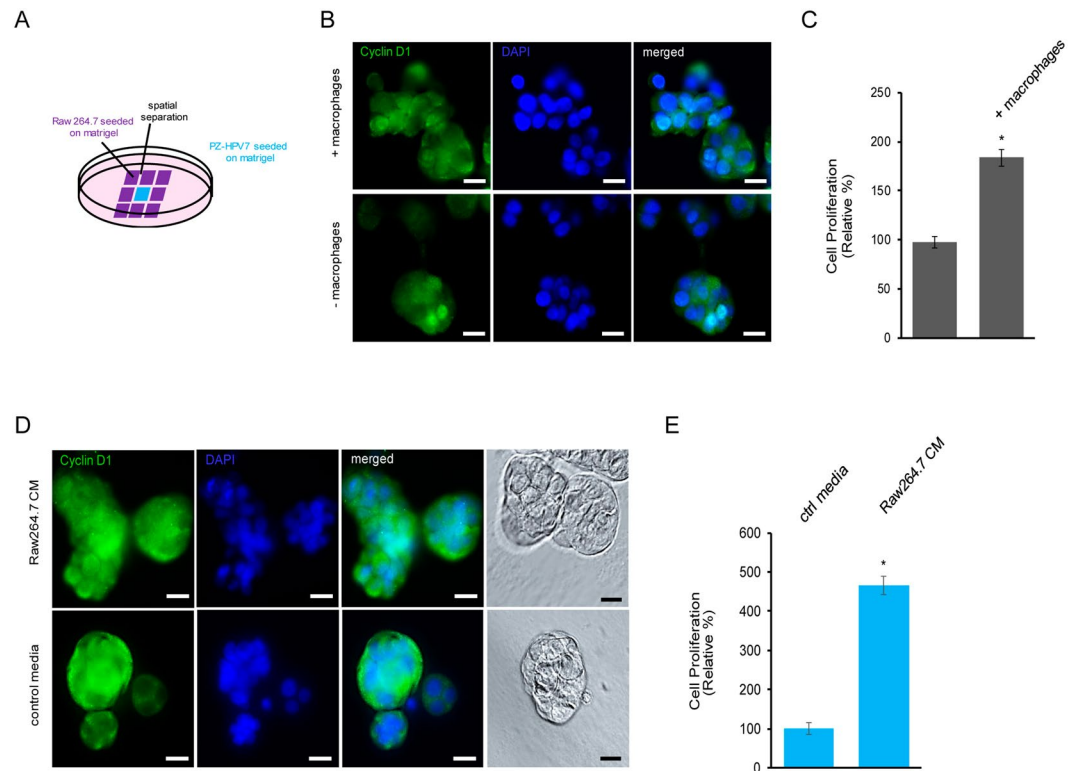 A
spatial
separation
Raw 264.7 seeded
on matrigel
PZ-HPV7 seeded
on matrigel
B
Cyclin D1
DAPI
merged
+ macrophages
- macrophages
C
+ macrophages
Cell Proliferation
(Relative %)
250
200
150
100
50
0
*
D
Cyclin D1
DAPI
merged
Raw264.7 CM
control media
E
ctrl media
Raw264.7 CM
Cell Proliferation
(Relative %)
600
500
400
300
200
100
0
*